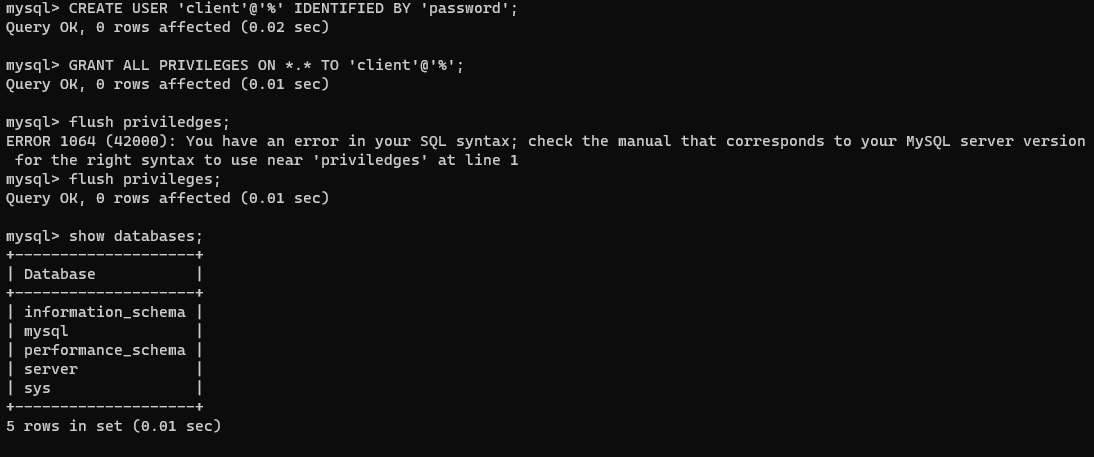 mysql> CREATE USER 'client'@'%' IDENTIFIED BY 'password';
Query OK, 0 rows affected (0.02 sec)

mysql> GRANT ALL PRIVILEGES ON *.* TO 'client'@'%';
Query OK, 0 rows affected (0.01 sec)

mysql> flush priviledges;
ERROR 1064 (42000): You have an error in your SQL syntax; check the manual that corresponds to your MySQL server version
 for the right syntax to use near 'priviledges' at line 1
mysql> flush privileges;
Query OK, 0 rows affected (0.01 sec)

mysql> show databases;
+--------------------+
| Database           |
+--------------------+
| information_schema |
| mysql              |
| performance_schema |
| server             |
| sys                |
+--------------------+
5 rows in set (0.01 sec)